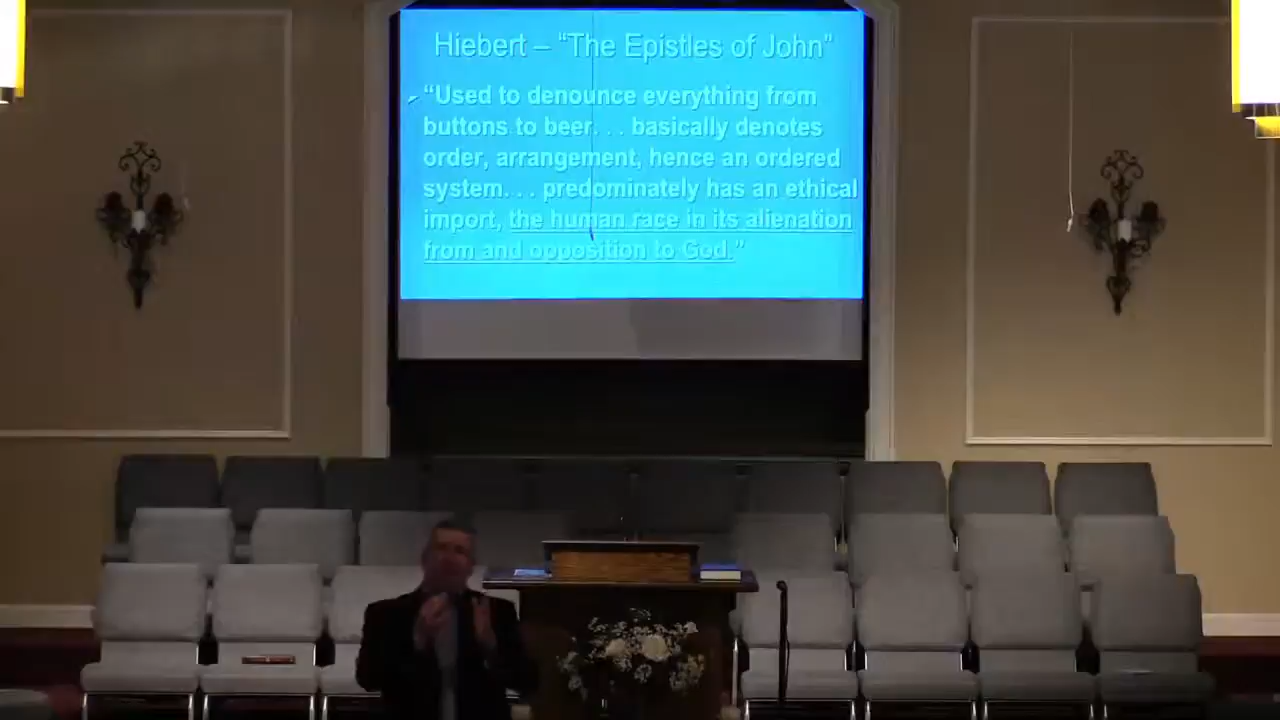 Hiebert – “The Epistles of John”
“Used to denounce everything from
buttons to beer. . . basically denotes
order, arrangement, hence an ordered
system. . . predominately has an ethical
import, the human race in its alienation
from and opposition to God.”